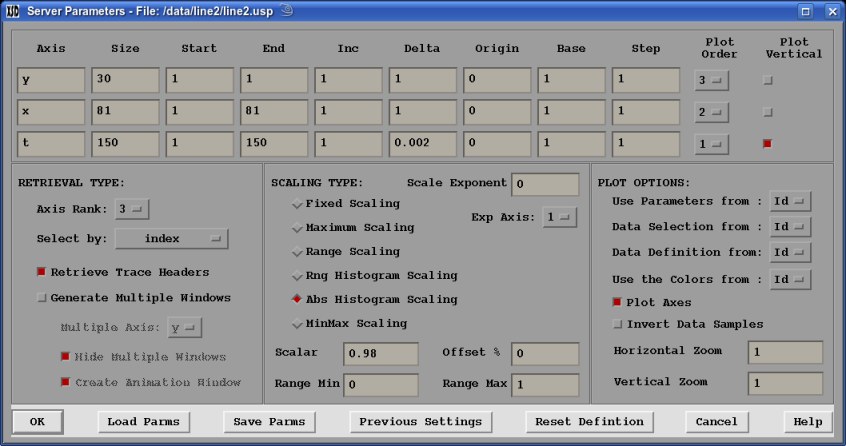 Server Parameters - File: /data/line2/line2.usp
Axis Size Start End Inc Delta Origin Base Step Plot Order Plot Vertical
y 30 1 1 1 1 0 1 1 3
x 81 1 81 1 1 0 1 1 2
t 150 1 150 1 0.002 0 1 1 1
RETRIEVAL TYPE:
Axis Rank: 3
Select by: index
Retrieve Trace Headers
Generate Multiple Windows
Multiple Axis: y
Hide Multiple Windows
Create Animation Window
SCALING TYPE: Scale Exponent 0
Fixed Scaling
Exp Axis: 1
Maximum Scaling
Range Scaling
Rng Histogram Scaling
Abs Histogram Scaling
MinMax Scaling
Scalar 0.98 Offset % 0
Range Min 0 Range Max 1
PLOT OPTIONS:
Use Parameters from : Id
Data Selection from : Id
Data Definition from: Id
Use the Colors from : Id
Plot Axes
Invert Data Samples
Horizontal Zoom 1
Vertical Zoom 1
OK Load Parms Save Parms Previous Settings Reset Defintion Cancel Help